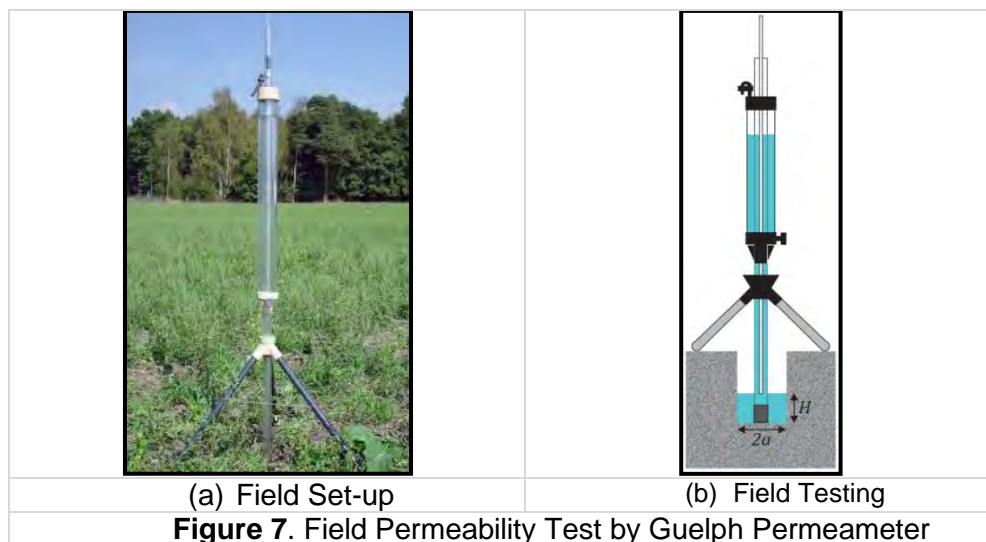 H
2a
(a) Field Set-up
(b) Field Testing
Figure 7. Field Permeability Test by Guelph Permeameter